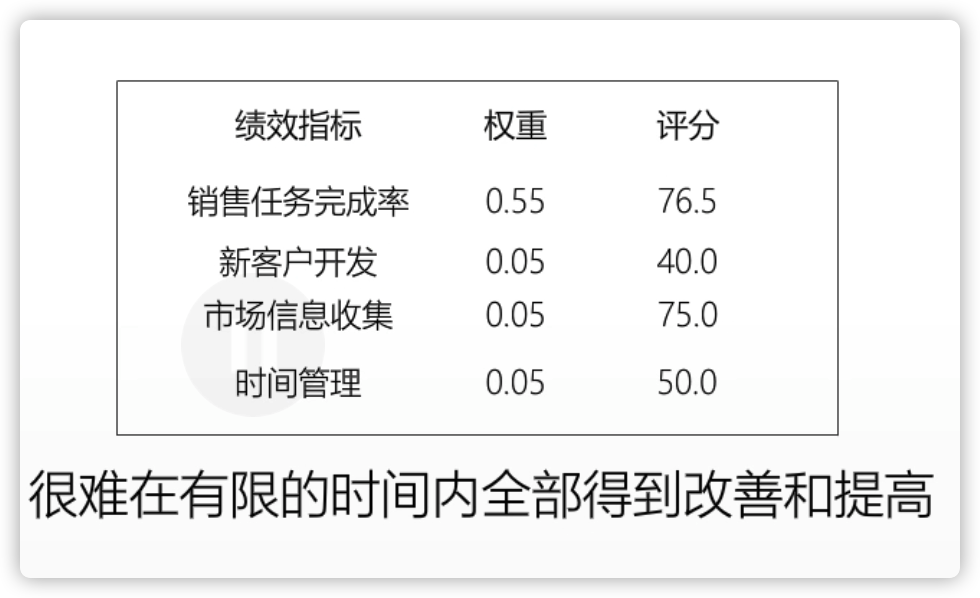 绩效指标 权重 评分
销售任务完成率 0.55 76.5
新客户开发 0.05 40.0
市场信息收集 0.05 75.0
时间管理 0.05 50.0
很难在有限的时间内全部得到改善和提高